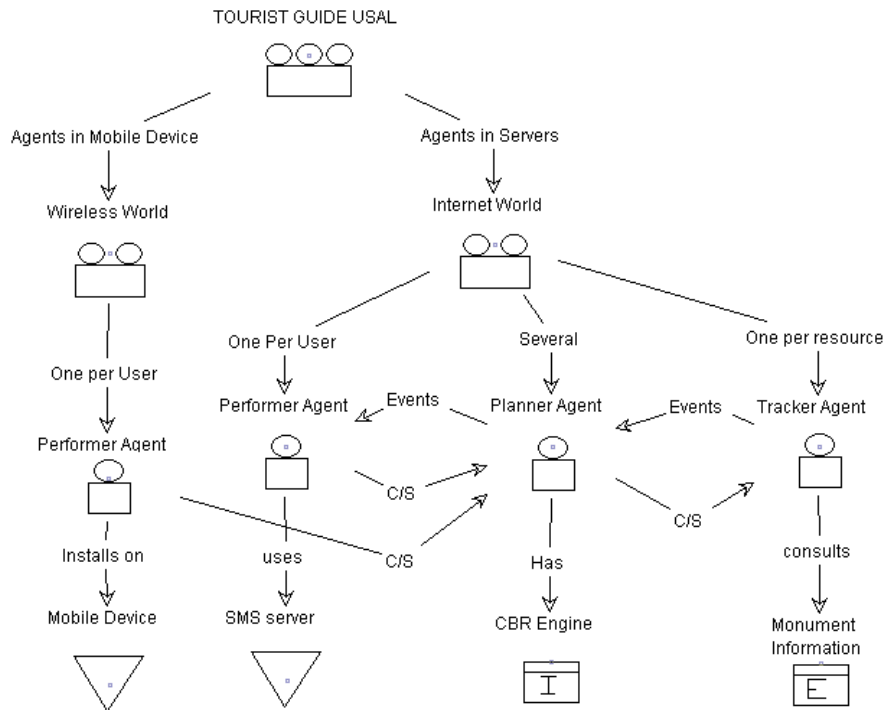 TOURIST GUIDE USAL
Agents in Mobile Device
Agents in Servers
Wireless World
Internet World
One per User
One Per User
Several
One per resource
Performer Agent
Performer Agent
Events
Planner Agent
Events
Tracker Agent
C/S
C/S
C/S
Installs on
uses
Has
consults
Mobile Device
SMS server
CBR Engine
Monument
Information
I
E